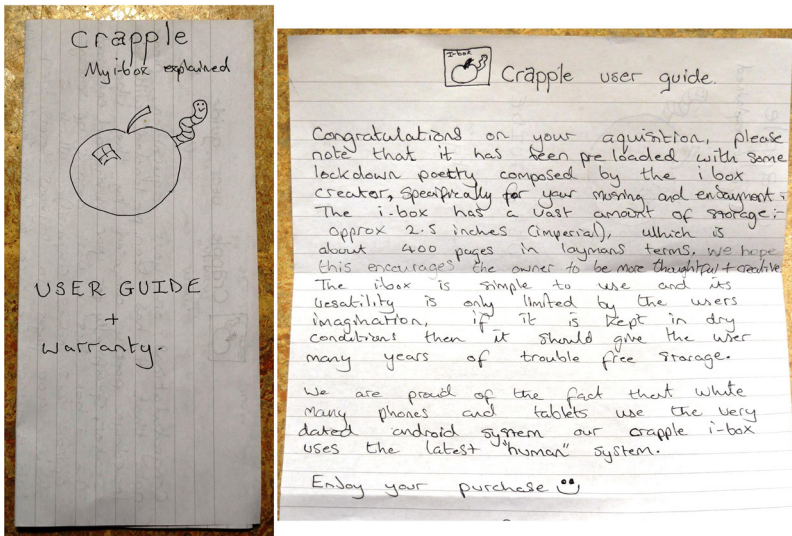 Crapple
My i-box explained
USER GUIDE
+
Warranty.
I-box
Crapple user guide.
Congratulations on your aquisition, please
note that it has been pre loaded with some
lockdown poetty composed by the i box
creator, specifically for your musing and enjoyment:
The i-box has a vast amount of storage:-
approx 2.5 inches (imperial), which is
about 400 pages in laymans terms. We hope
this encourages the owner to be more thoughtful + creative
The ibox is simple to use and its
versatility is only limited by the users
imagination, if it is kept in dry
conditions then it should give the user
many years of trouble free storage.
We are proud of the fact that while
many phones and tablets use the very
dated android system our crapple i-box
uses the latest "human" system.
Enjoy your purchase